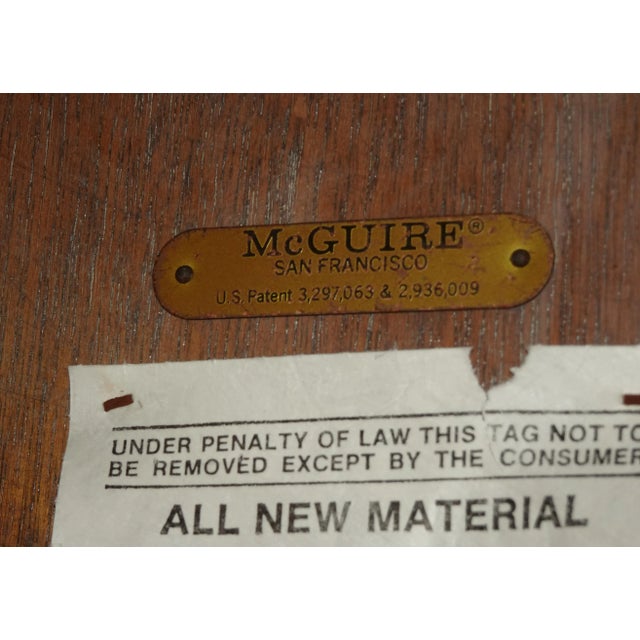 McGUIRE®
SAN FRANCISCO
U.S. Patent 3,297,063 & 2,936,009
UNDER PENALTY OF LAW THIS TAG NOT TO
BE REMOVED EXCEPT BY THE CONSUMER
ALL NEW MATERIAL